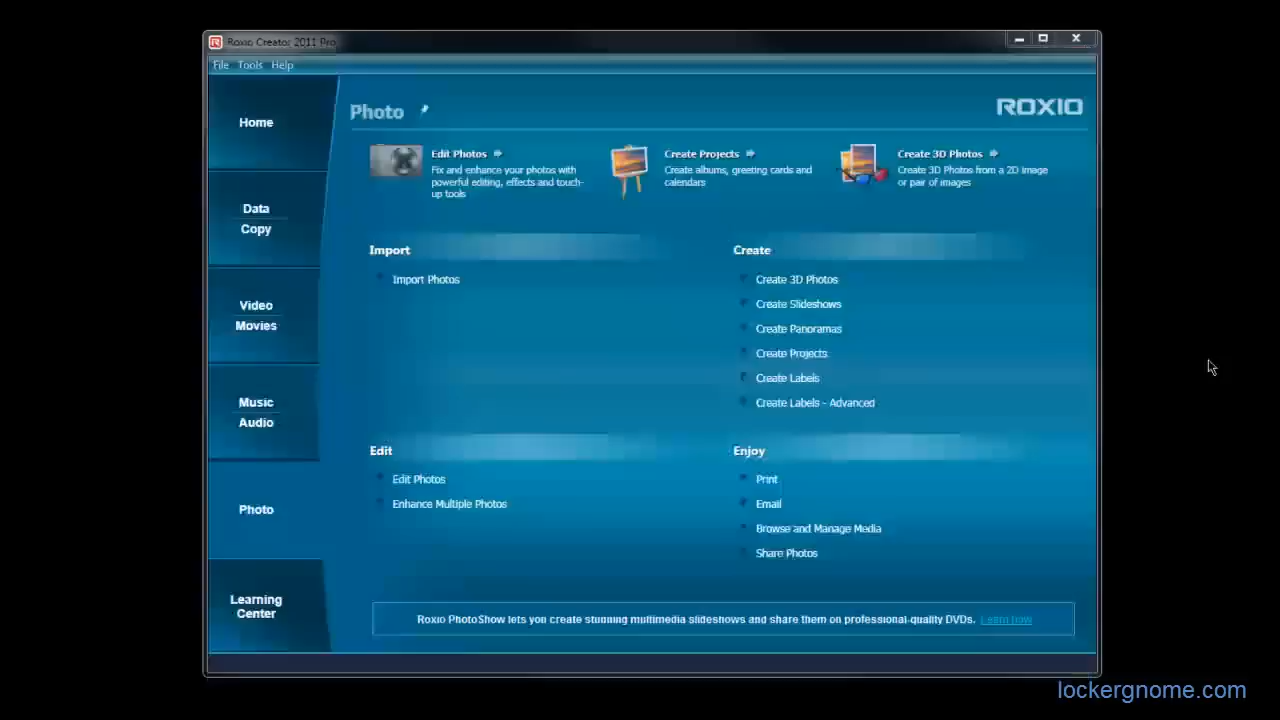 Roxio Creator 2011 Pro
File Tools Help
Home
Data
Copy
Video
Movies
Music
Audio
Photo
Learning
Center
Photo
ROXIO
Edit Photos
Fix and enhance your photos with
powerful editing, effects and touch-
up tools
Create Projects
Create albums, greeting cards and
calendars
Create 3D Photos
Create 3D Photos from a 2D image
or pair of images
Import
Import Photos
Create
Create 3D Photos
Create Slideshows
Create Panoramas
Create Projects
Create Labels
Create Labels - Advanced
Edit
Edit Photos
Enhance Multiple Photos
Enjoy
Print
Email
Browse and Manage Media
Share Photos
Roxio PhotoShow lets you create stunning multimedia slideshows and share them on professional-quality DVDs. Learn how
lockergnome.com